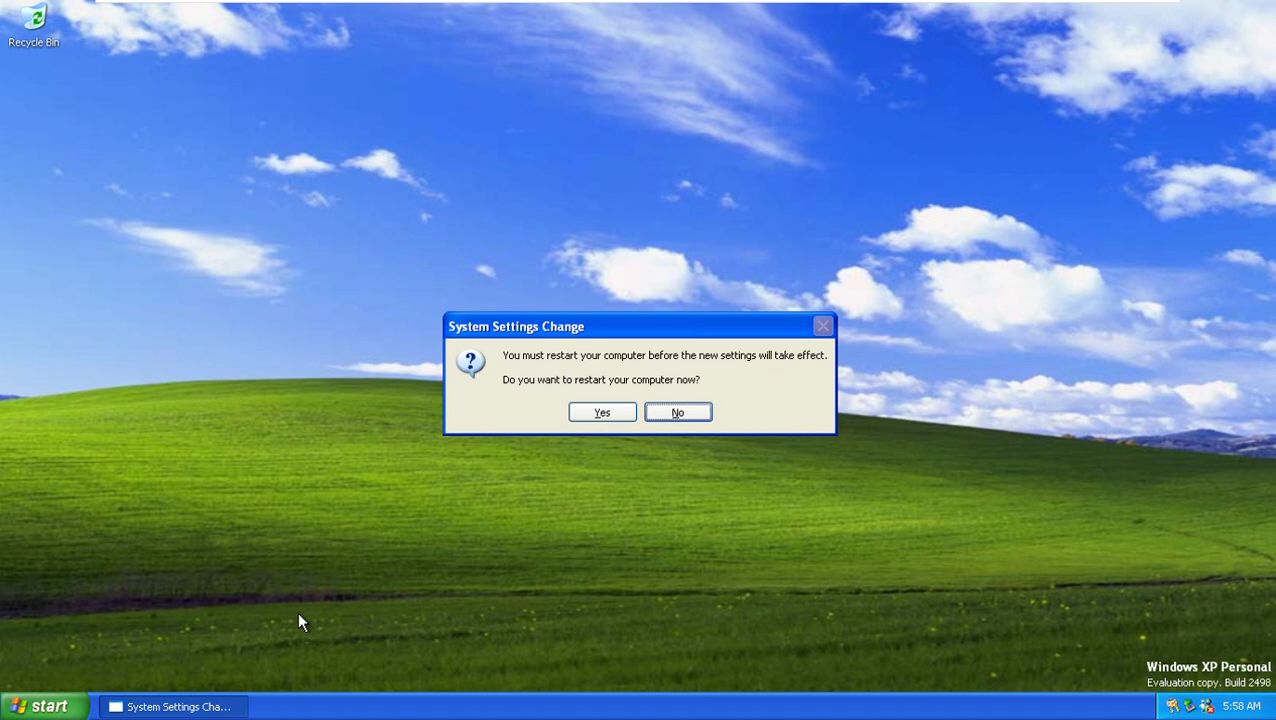 Recycle Bin
System Settings Change
You must restart your computer before the new settings will take effect.
Do you want to restart your computer now?
Yes
No
Windows XP Personal
Evaluation copy. Build 2498
start
System Settings Cha...
5:58 AM